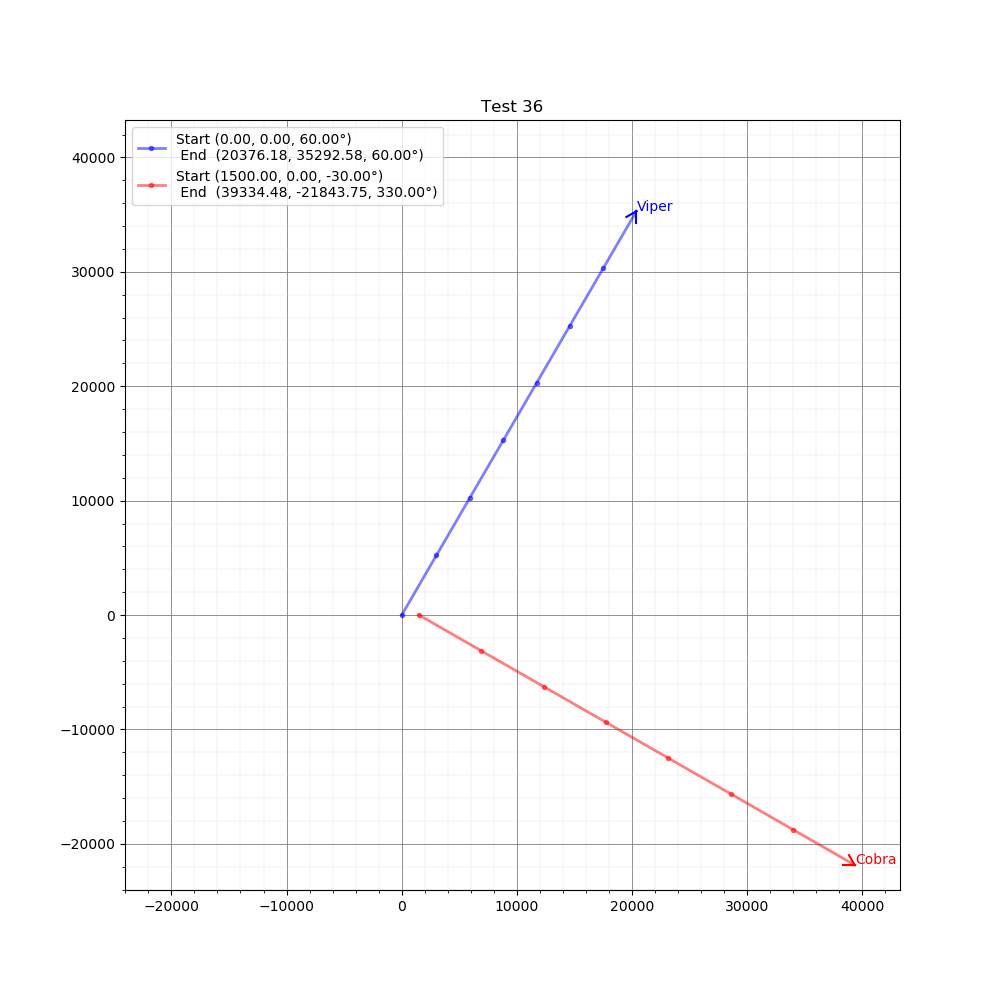 Test 36
Start (0.00, 0.00, 60.00°)
End  (20376.18, 35292.58, 60.00°)
Start (1500.00, 0.00, -30.00°)
End  (39334.48, -21843.75, 330.00°)
40000
Viper
30000
20000
10000
0
−10000
−20000
Cobra
−20000 −10000 0 10000 20000 30000 40000